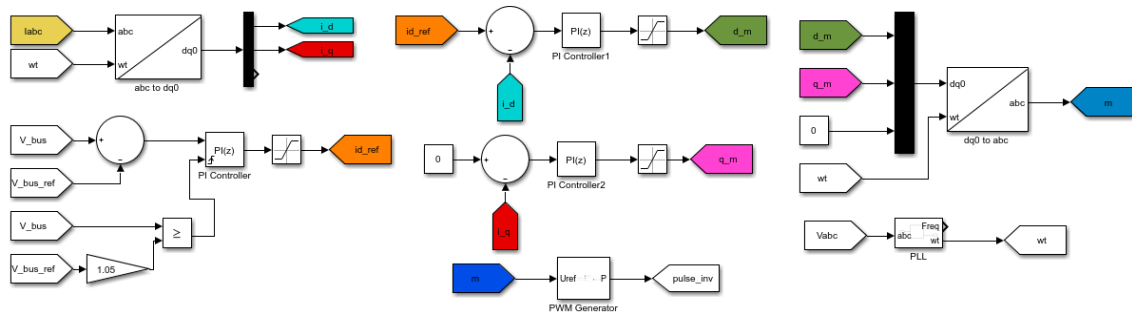 Iabc
abc
wt
wt
dq0
abc to dq0
i_d
i_q
V_bus
+
−
V_bus_ref
PI(z)
PI Controller
id_ref
V_bus
≥
V_bus_ref
1.05
id_ref
+
−
PI(z)
PI Controller1
d_m
i_d
0
+
−
PI(z)
PI Controller2
q_m
i_q
m
Uref
P
PWM Generator
pulse_inv
d_m
q_m
0
wt
dq0
wt
abc
dq0 to abc
m
Vabc
abc
Freq
wt
PLL
wt